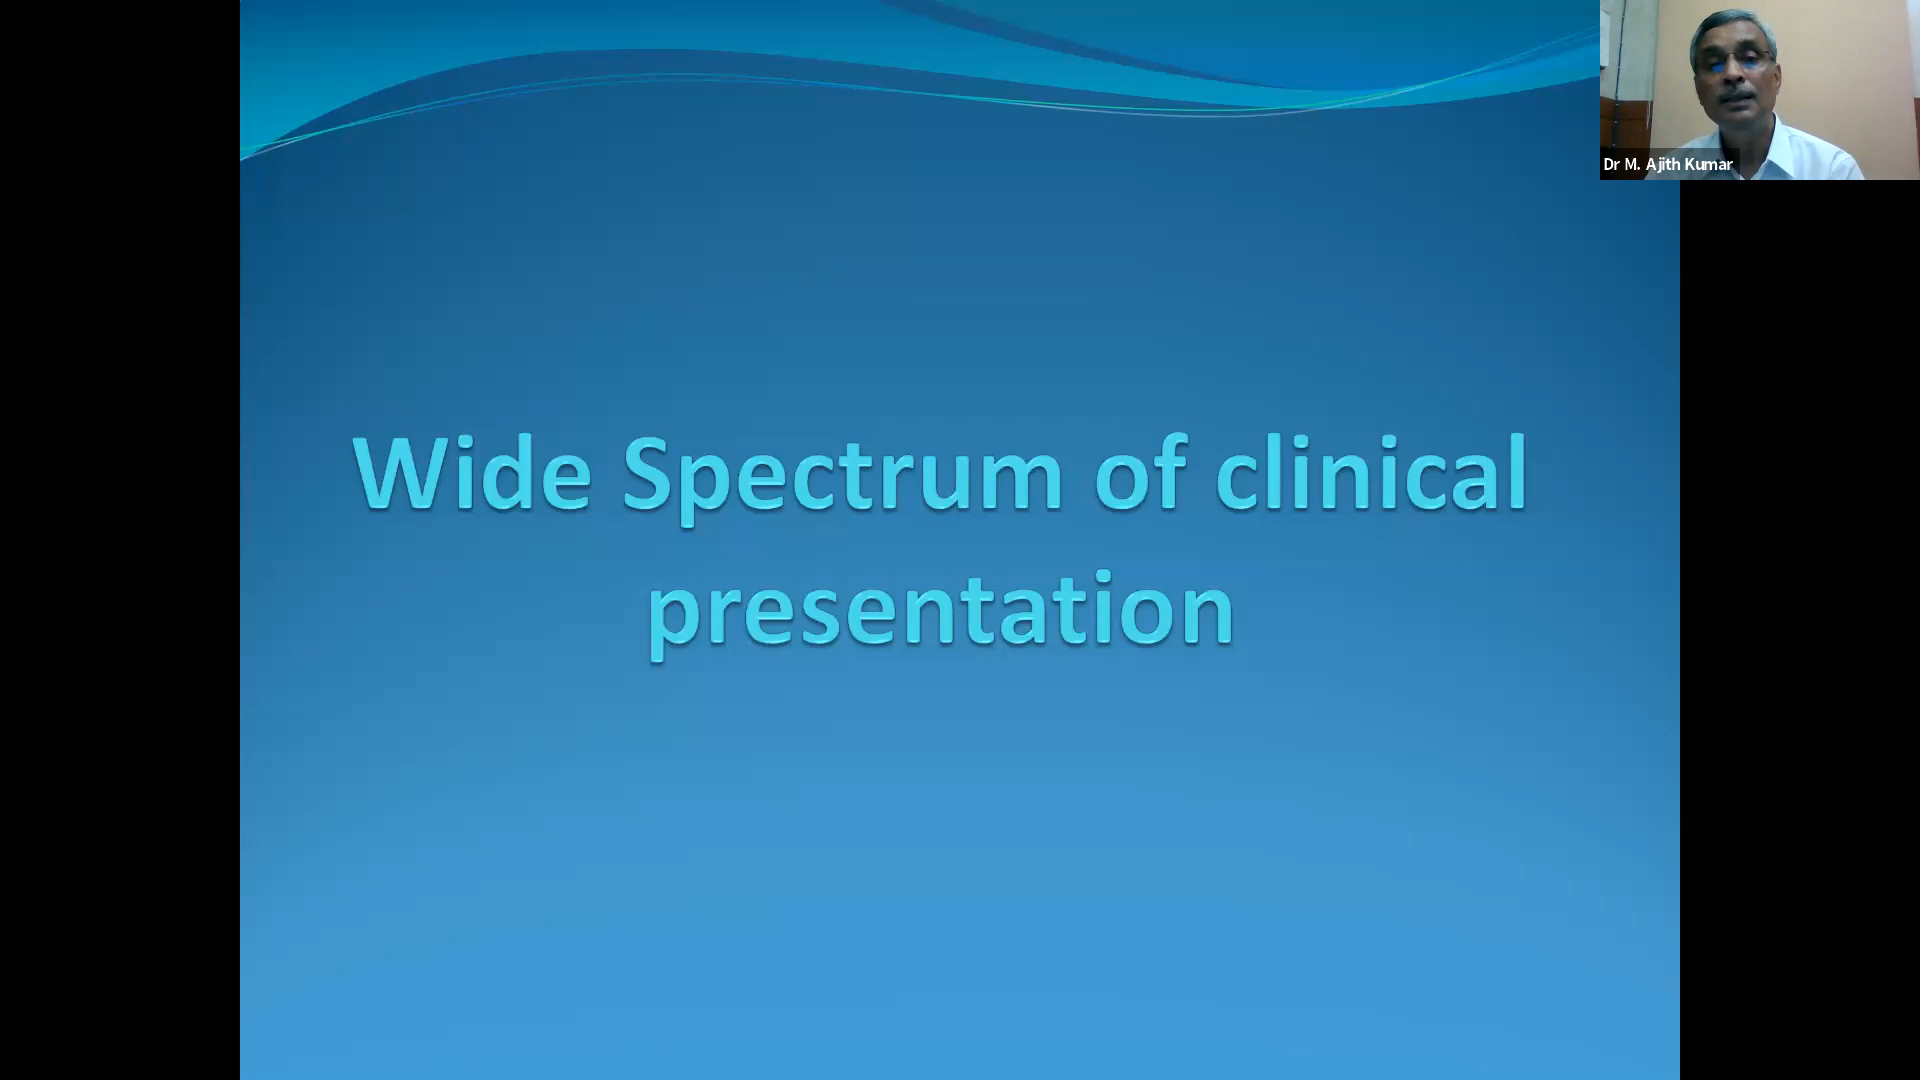 Dr M. Ajith Kumar
Wide Spectrum of clinical
presentation